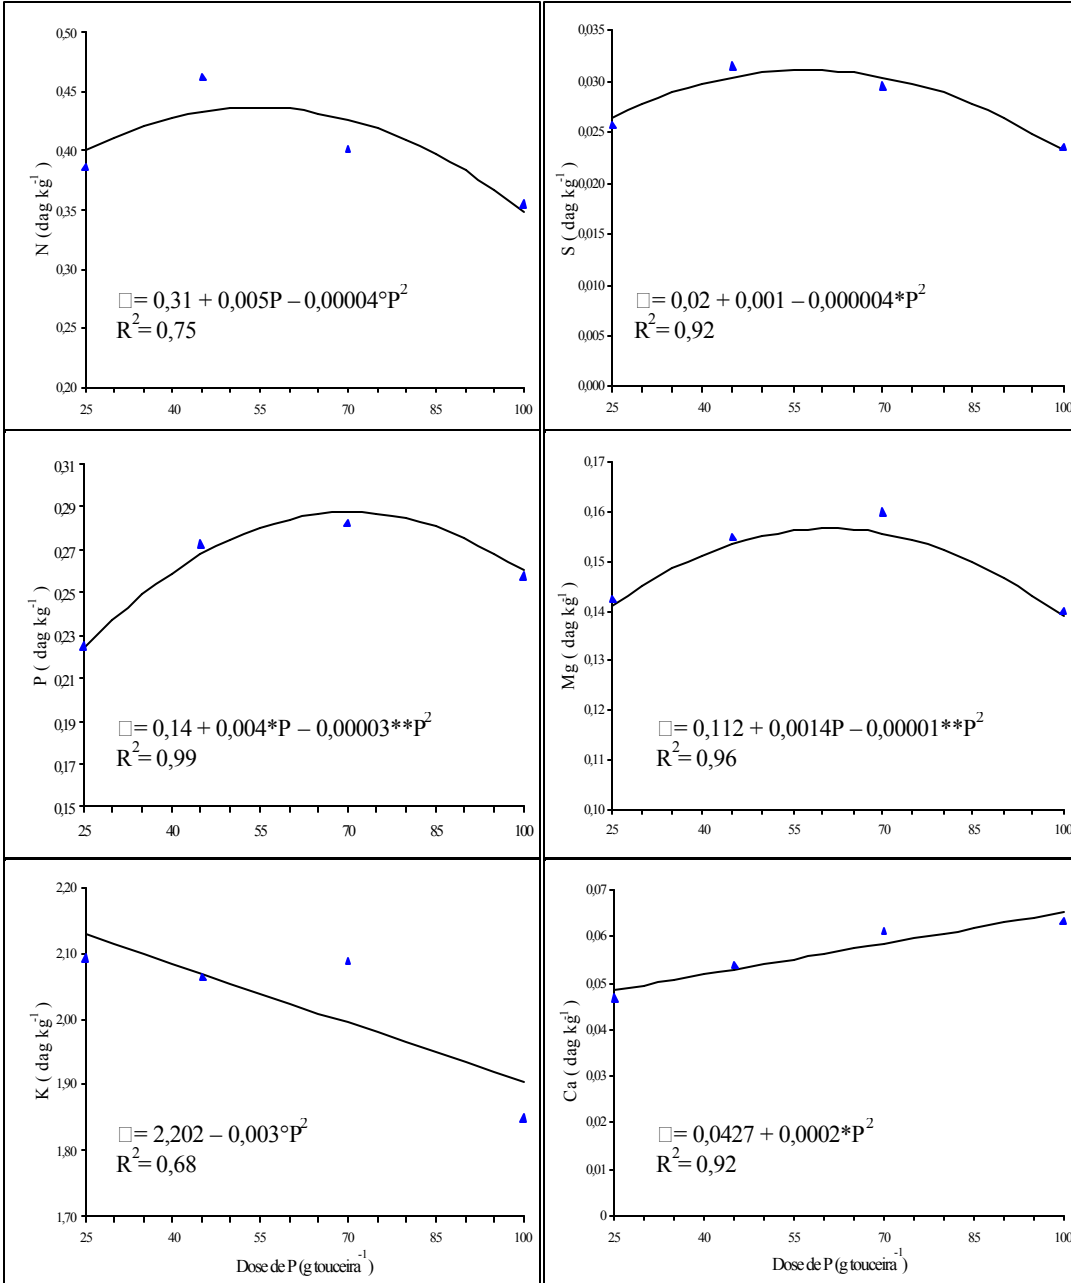 0,50
0,45
0,40
0,35
0,30
0,25
0,20
N (dag kg⁻¹)
□= 0,31 + 0,005P – 0,00004°P²
R²= 0,75
25 40 55 70 85 100
0,035
0,030
0,025
0,020
0,015
0,010
0,005
0,000
S ( dag kg⁻¹ )
□= 0,02 + 0,001 – 0,000004*P²
R²= 0,92
25 40 55 70 85 100
0,31
0,29
0,27
0,25
0,23
0,21
0,19
0,17
0,15
P ( dag kg⁻¹ )
□= 0,14 + 0,004*P – 0,00003**P²
R²= 0,99
25 40 55 70 85 100
0,17
0,16
0,15
0,14
0,13
0,12
0,11
0,10
Mg ( dag kg⁻¹ )
□= 0,112 + 0,0014P – 0,00001**P²
R²= 0,96
25 40 55 70 85 100
2,20
2,10
2,00
1,90
1,80
1,70
K ( dag kg⁻¹ )
□= 2,202 – 0,003°P²
R²= 0,68
25 40 55 70 85 100
Dose de P (g touceira⁻¹)
0,07
0,06
0,05
0,04
0,03
0,02
0,01
0
Ca ( dag kg⁻¹ )
□= 0,0427 + 0,0002*P²
R²= 0,92
25 40 55 70 85 100
Dose de P (g touceira⁻¹)